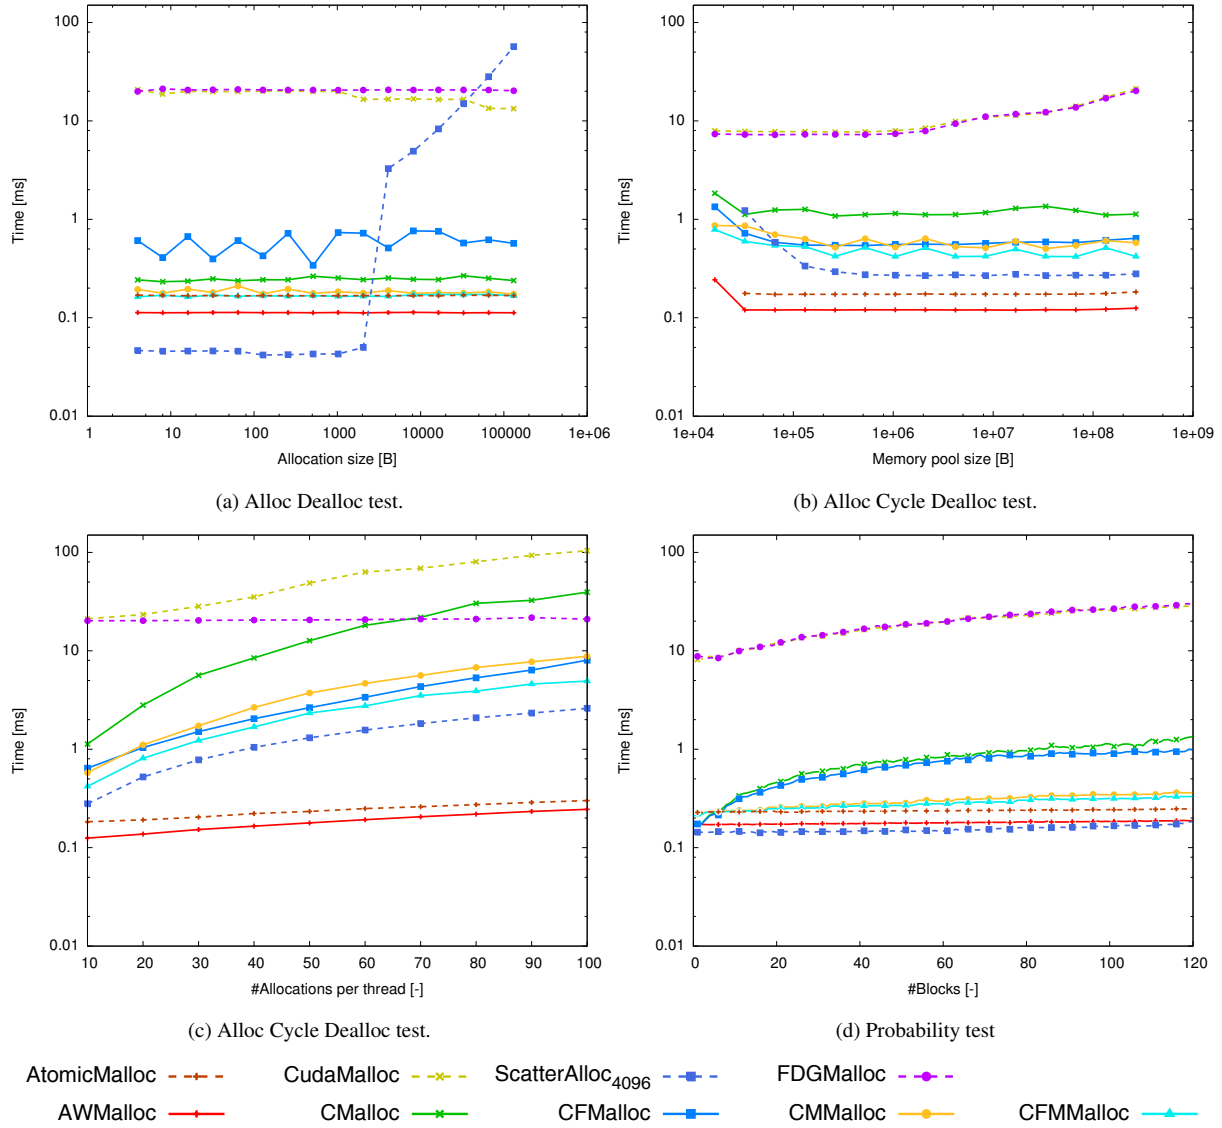 100
10
1
0.1
0.01
Time [ms]
1 10 100 1000 10000 100000 1e+06
Allocation size [B]
(a) Alloc Dealloc test.
100
10
1
0.1
0.01
Time [ms]
1e+04 1e+05 1e+06 1e+07 1e+08 1e+09
Memory pool size [B]
(b) Alloc Cycle Dealloc test.
100
10
1
0.1
0.01
Time [ms]
10 20 30 40 50 60 70 80 90 100
#Allocations per thread [-]
(c) Alloc Cycle Dealloc test.
100
10
1
0.1
0.01
Time [ms]
0 20 40 60 80 100 120
#Blocks [-]
(d) Probability test
AtomicMalloc CudaMalloc ScatterAlloc4096 FDGMalloc
AWMalloc CMalloc CFMalloc CMMalloc CFMMalloc